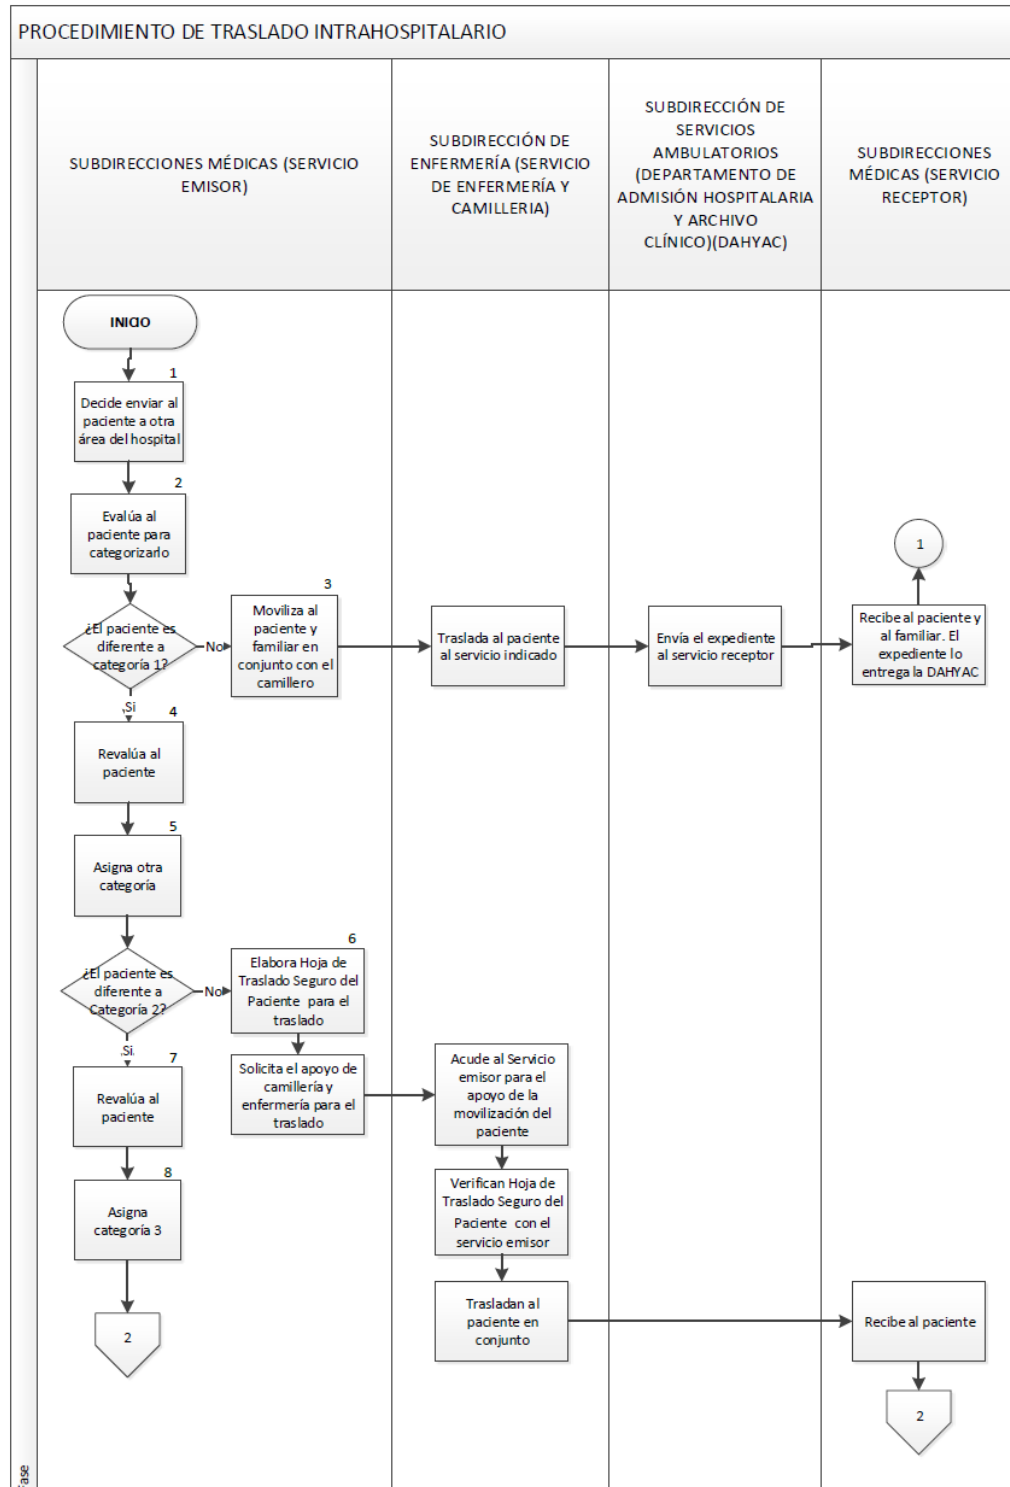 PROCEDIMIENTO DE TRASLADO INTRAHOSPITALARIO
SUBDIRECCIONES MÉDICAS (SERVICIO
EMISOR)
SUBDIRECCIÓN DE
ENFERMERÍA (SERVICIO
DE ENFERMERÍA Y
CAMILLERIA)
SUBDIRECCIÓN DE
SERVICIOS
AMBULATORIOS
(DEPARTAMENTO DE
ADMISIÓN HOSPITALARIA
Y ARCHIVO
CLÍNICO)(DAHYAC)
SUBDIRECCIONES
MÉDICAS (SERVICIO
RECEPTOR)
INICIO
1
Decide enviar al
paciente a otra
área del hospital
2
Evalúa al
paciente para
categorizarlo
¿El paciente es
diferente a
categoría 1?
No
3
Moviliza al
paciente y
familiar en
conjunto con el
camillero
Traslada al paciente
al servicio indicado
Envía el expediente
al servicio receptor
Recibe al paciente y
al familiar. El
expediente lo
entrega la DAHYAC
1
Si
4
Revalúa al
paciente
5
Asigna otra
categoría
¿El paciente es
diferente a
Categoría 2?
No
6
Elabora Hoja de
Traslado Seguro del
Paciente para el
traslado
Solicita el apoyo de
camillería y
enfermería para el
traslado
Acude al Servicio
emisor para el
apoyo de la
movilización del
paciente
Verifican Hoja de
Traslado Seguro del
Paciente con el
servicio emisor
Trasladan al
paciente en
conjunto
Recibe al paciente
2
Si
7
Revalúa al
paciente
8
Asigna
categoría 3
2